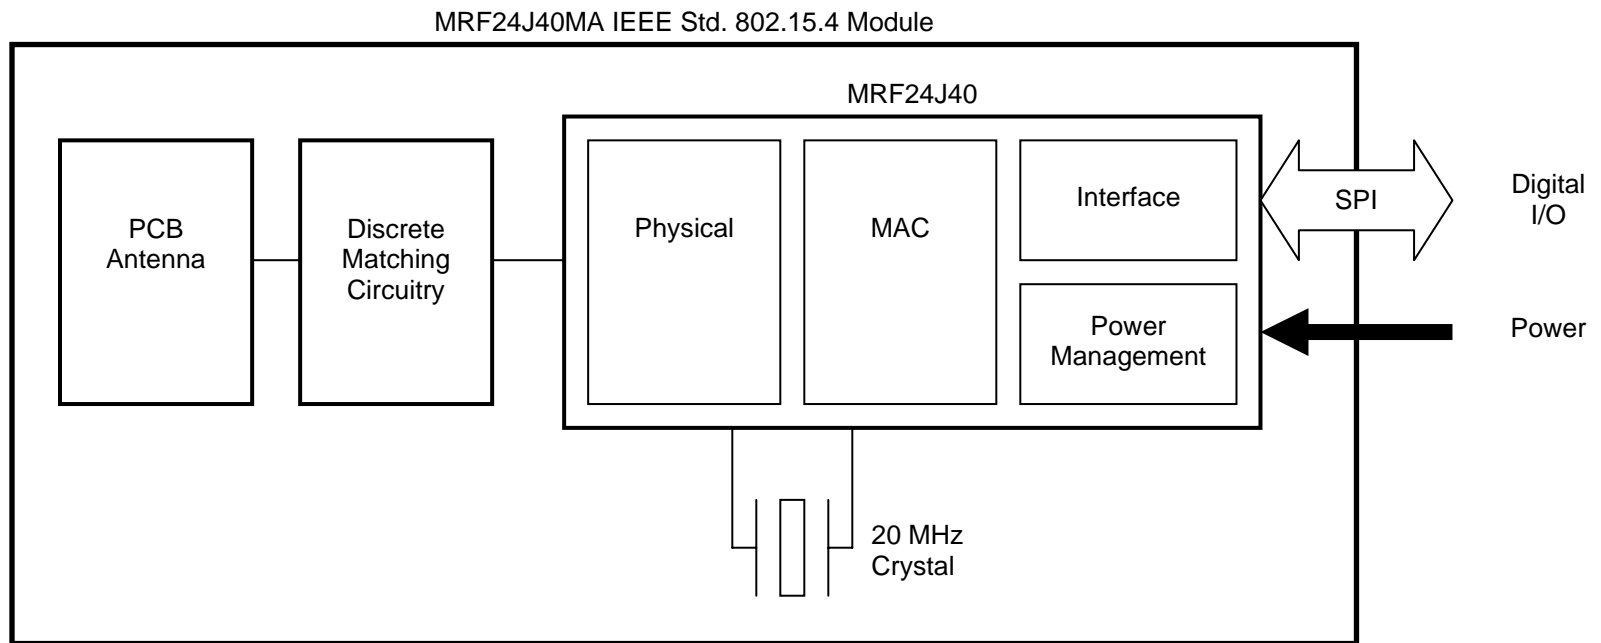 MRF24J40MA IEEE Std. 802.15.4 Module
MRF24J40
PCB
Antenna
Discrete
Matching
Circuitry
Physical
MAC
Interface
Power
Management
SPI
Digital
I/O
Power
20 MHz
Crystal